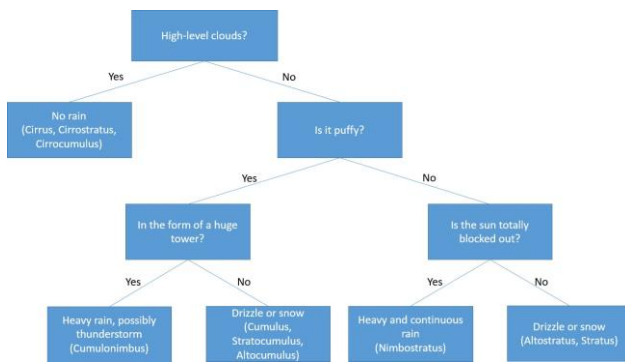 High-level clouds?
Yes
No
No rain
(Cirrus, Cirrostratus,
Cirrocumulus)
Is it puffy?
Yes
No
In the form of a huge
tower?
Is the sun totally
blocked out?
Yes
No
Yes
No
Heavy rain, possibly
thunderstorm
(Cumulonimbus)
Drizzle or snow
(Cumulus,
Stratocumulus,
Altocumulus)
Heavy and continuous
rain
(Nimbostratus)
Drizzle or snow
(Altostratus, Stratus)